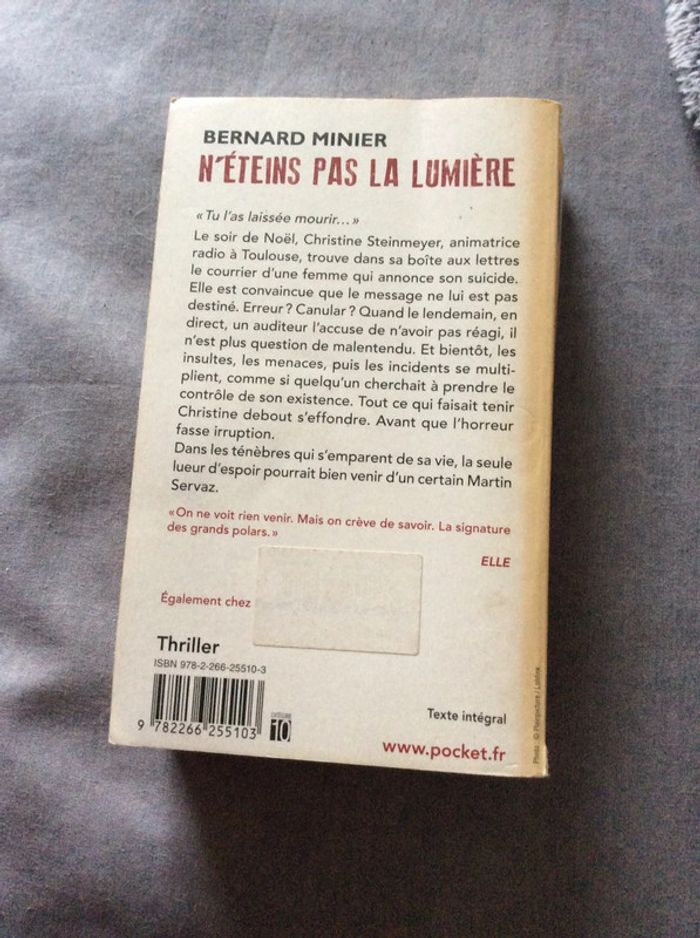 BERNARD MINIER
N'ÉTEINS PAS LA LUMIÈRE
« Tu l'as laissée mourir... »
Le soir de Noël, Christine Steinmeyer, animatrice
radio à Toulouse, trouve dans sa boîte aux lettres
le courrier d'une femme qui annonce son suicide.
Elle est convaincue que le message ne lui est pas
destiné. Erreur ? Canular ? Quand le lendemain, en
direct, un auditeur l'accuse de n'avoir pas réagi, il
n'est plus question de malentendu. Et bientôt, les
insultes, les menaces, puis les incidents se multi-
plient, comme si quelqu'un cherchait à prendre le
contrôle de son existence. Tout ce qui faisait tenir
Christine debout s'effondre. Avant que l'horreur
fasse irruption.
Dans les ténèbres qui s'emparent de sa vie, la seule
lueur d'espoir pourrait bien venir d'un certain Martin
Servaz.
« On ne voit rien venir. Mais on crève de savoir. La signature
des grands polars. »
ELLE
Également chez
Thriller
ISBN 978-2-266-25510-3
9 782266 255103
10
Texte intégral
www.pocket.fr
Photo : ©